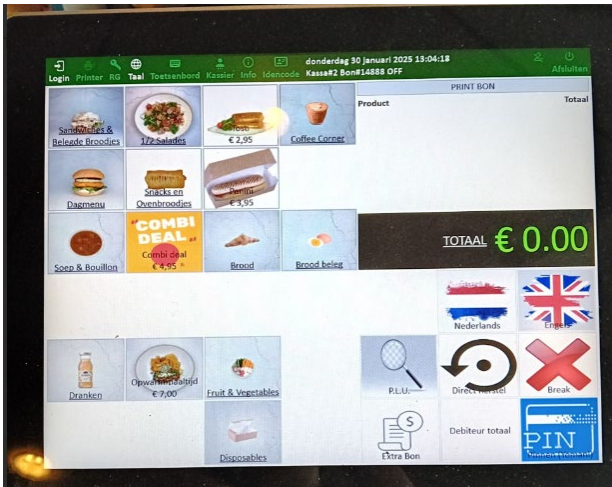 Login Printer RG Taal Toetsenbord Kassier Info Idencode
donderdag 30 januari 2025 13:04:18
Kassa#2 Bon#14888 OFF
Afsluiten
PRINT BON
Product Totaal
Sandwiches &
Belegde Broodjes
1/2 Salades
€ 2,95
Coffee Corner
Dagmenu
Snacks en
Ovenbroodjes
Panini
€ 3,95
TOTAAL € 0.00
Soep & Bouillon
"COMBI
DEAL"
Combi deal
€ 4,95
Brood
Brood beleg
Nederlands
Engels
Dranken
Opwarmmaaltijd
€ 7,00
Fruit & Vegetables
P.L.U.
Direct herstel
Break
Disposables
Extra Bon
Debiteur totaal
PIN